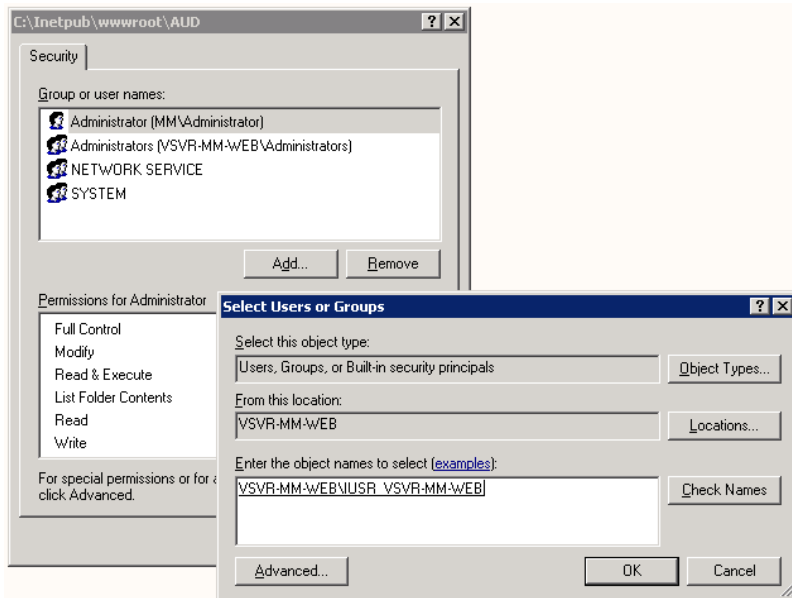 C:\Inetpub\wwwroot\AUD
Security
Group or user names:
Administrator (MM\Administrator)
Administrators (VSVR-MM-WEB\Administrators)
NETWORK SERVICE
SYSTEM
Add...
Remove
Permissions for Administrator
Full Control
Modify
Read & Execute
List Folder Contents
Read
Write
For special permissions or for a
click Advanced.
Select Users or Groups
Select this object type:
Users, Groups, or Built-in security principals
Object Types...
From this location:
VSVR-MM-WEB
Locations...
Enter the object names to select (examples):
VSVR-MM-WEB\IUSR_VSVR-MM-WEB
Check Names
Advanced...
OK
Cancel